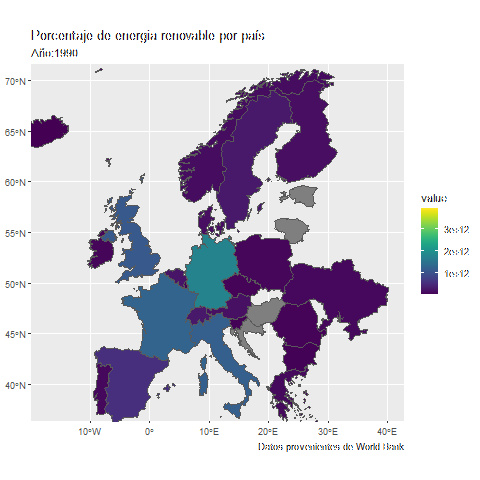 Porcentaje de energia renovable por país
Año:1990
70°N
65°N
60°N
55°N
50°N
45°N
40°N
10°W
0°
10°E
20°E
30°E
40°E
value
3e+12
2e+12
1e+12
Datos provenientes de World Bank